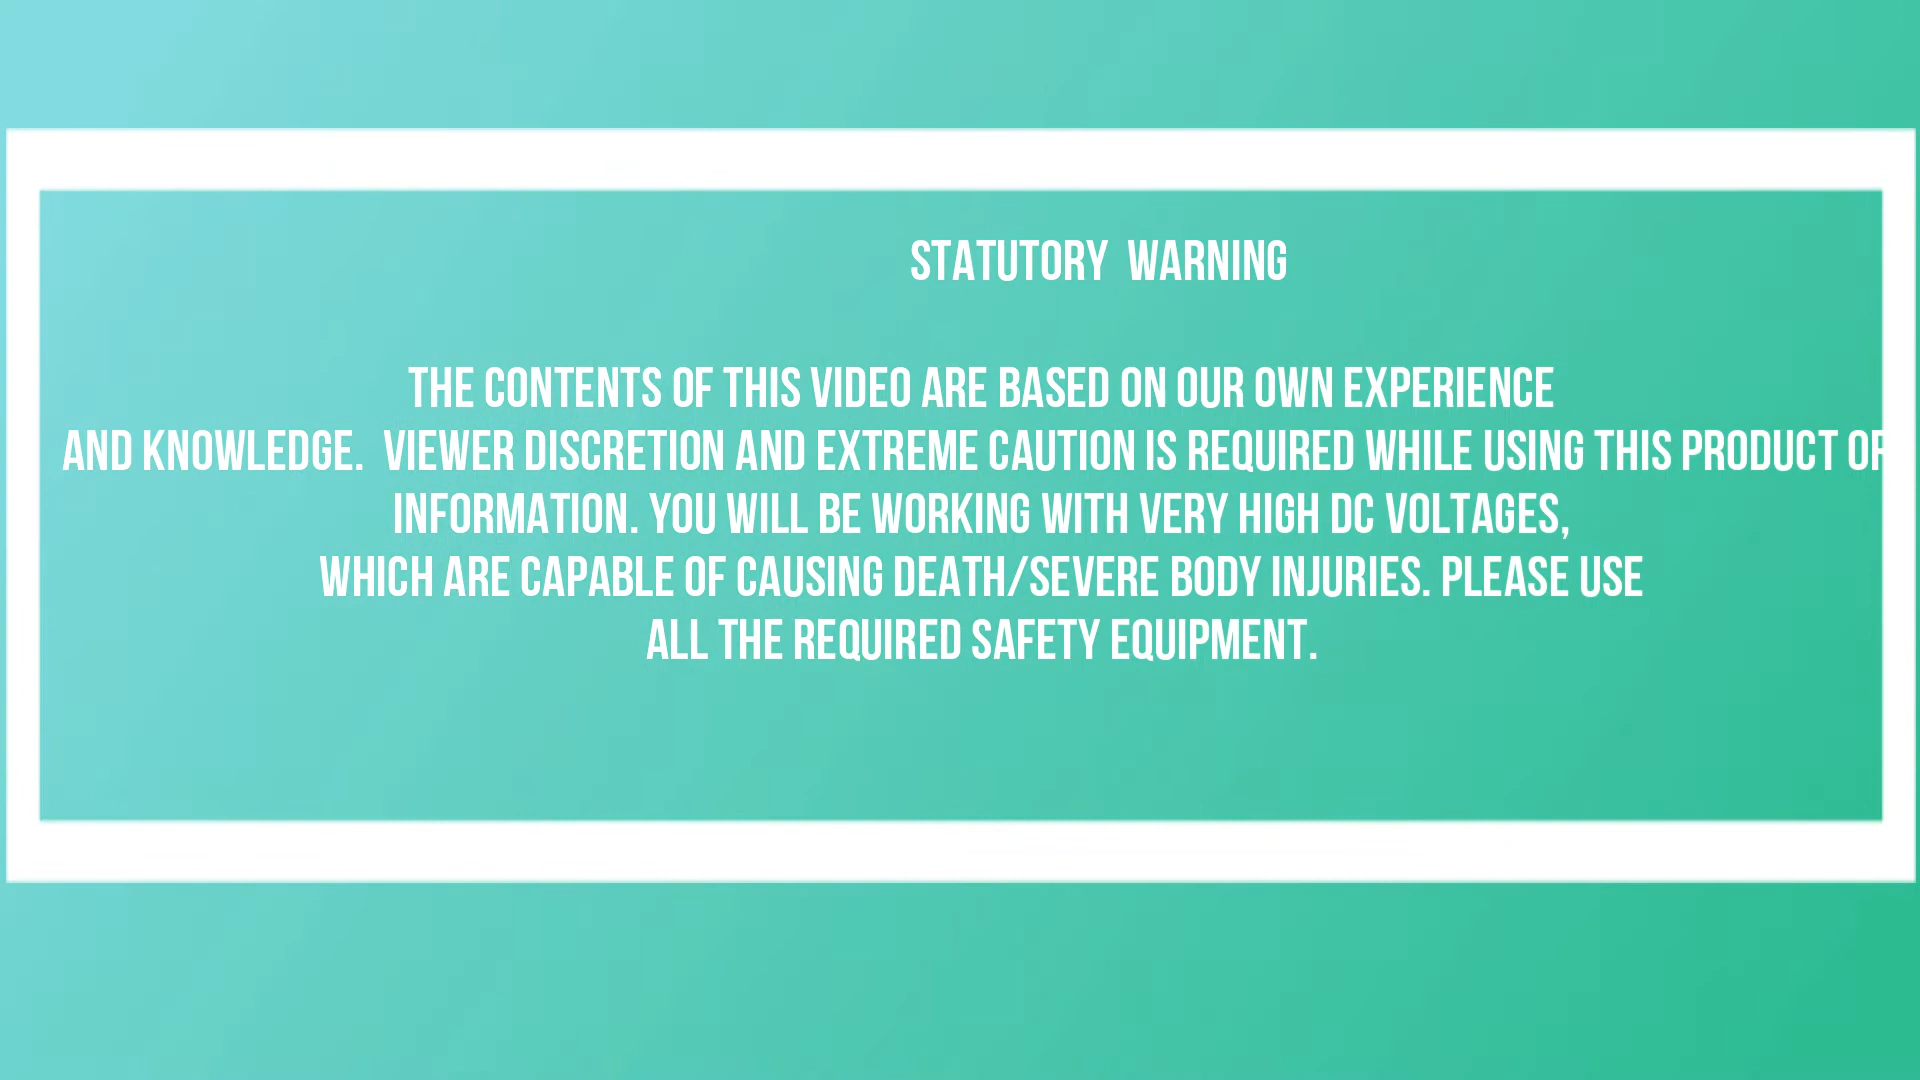 STATUTORY WARNING
THE CONTENTS OF THIS VIDEO ARE BASED ON OUR OWN EXPERIENCE
AND KNOWLEDGE. VIEWER DISCRETION AND EXTREME CAUTION IS REQUIRED WHILE USING THIS PRODUCT OR
INFORMATION. YOU WILL BE WORKING WITH VERY HIGH DC VOLTAGES,
WHICH ARE CAPABLE OF CAUSING DEATH/SEVERE BODY INJURIES. PLEASE USE
ALL THE REQUIRED SAFETY EQUIPMENT.